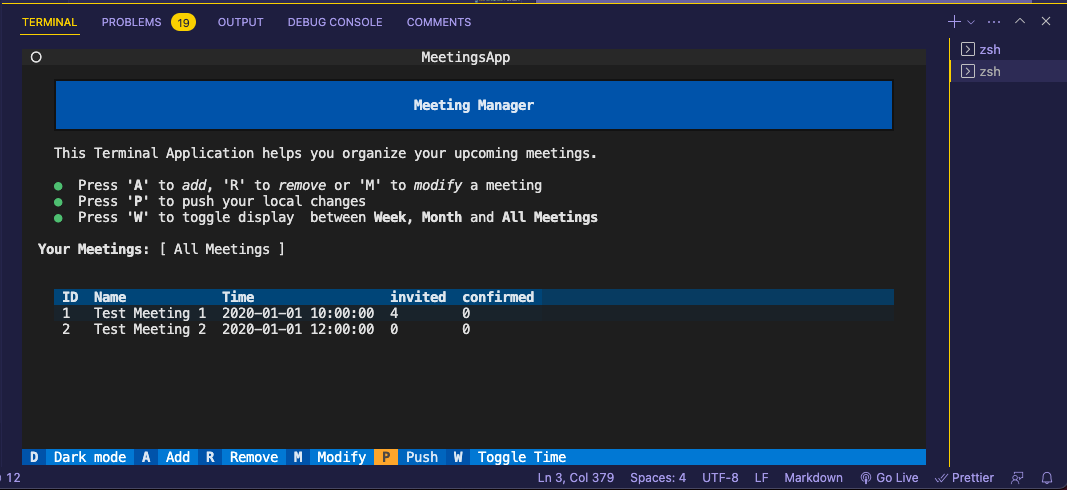 TERMINAL PROBLEMS 19 OUTPUT DEBUG CONSOLE COMMENTS
MeetingsApp
zsh
zsh
Meeting Manager
This Terminal Application helps you organize your upcoming meetings.
● Press 'A' to add, 'R' to remove or 'M' to modify a meeting
● Press 'P' to push your local changes
● Press 'W' to toggle display  between Week, Month and All Meetings
Your Meetings: [ All Meetings ]
ID Name Time invited confirmed
1 Test Meeting 1 2020-01-01 10:00:00 4 0
2 Test Meeting 2 2020-01-01 12:00:00 0 0
D Dark mode A Add R Remove M Modify P Push W Toggle Time
12 Ln 3, Col 379 Spaces: 4 UTF-8 LF Markdown Go Live Prettier